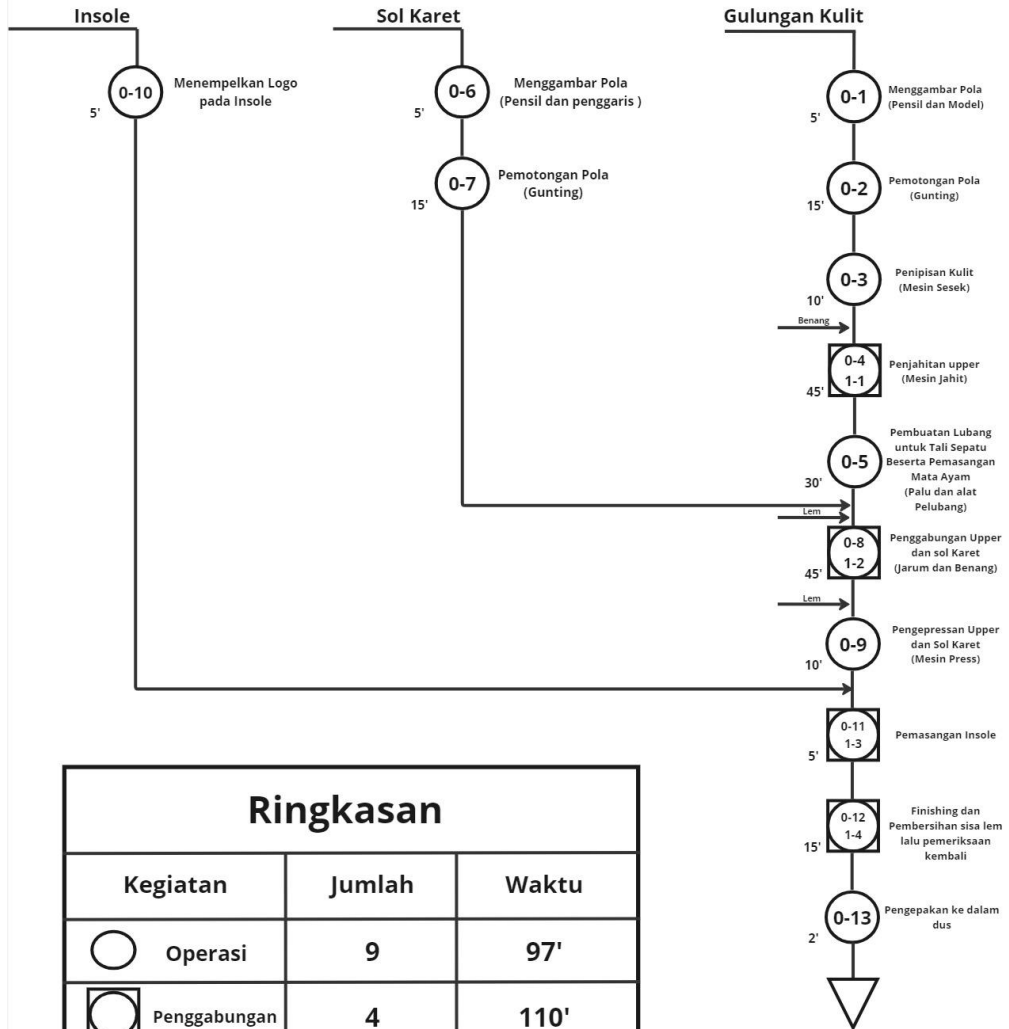 Insole
Sol Karet
Gulungan Kulit
0-10
5'
Menempelkan Logo
pada Insole
0-6
5'
Menggambar Pola
(Pensil dan penggaris )
0-7
15'
Pemotongan Pola
(Gunting)
0-1
5'
Menggambar Pola
(Pensil dan Model)
0-2
15'
Pemotongan Pola
(Gunting)
0-3
10'
Penipisan Kulit
(Mesin Sesek)
Benang
0-4
1-1
45'
Penjahitan upper
(Mesin Jahit)
0-5
30'
Pembuatan Lubang
untuk Tali Sepatu
Beserta Pemasangan
Mata Ayam
(Palu dan alat
Pelubang)
Lem
0-8
1-2
45'
Penggabungan Upper
dan sol Karet
(Jarum dan Benang)
Lem
0-9
10'
Pengepressan Upper
dan Sol Karet
(Mesin Press)
0-11
1-3
5'
Pemasangan Insole
0-12
1-4
15'
Finishing dan
Pembersihan sisa lem
lalu pemeriksaan
kembali
0-13
2'
Pengepakan ke dalam
dus
Ringkasan
Kegiatan Jumlah Waktu
Operasi 9 97'
Penggabungan 4 110'